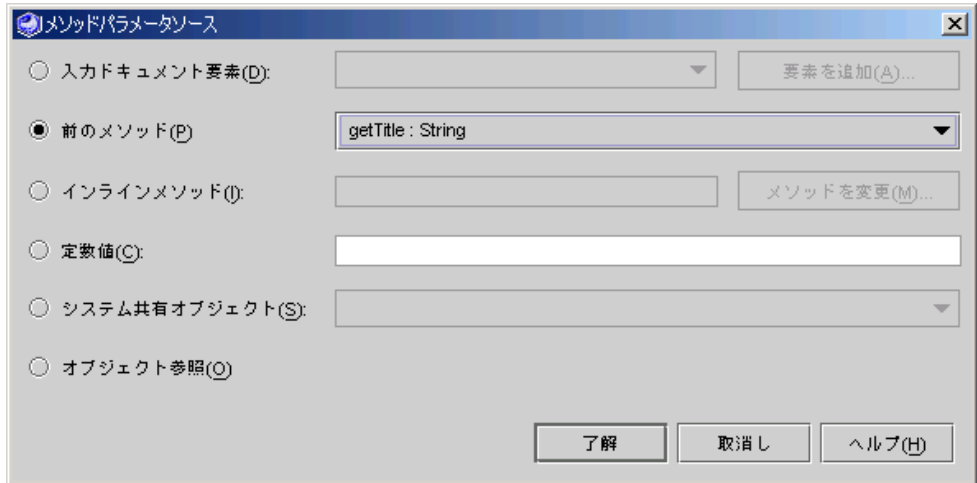 メソッドパラメータソース
入力ドキュメント要素(D): 要素を追加(A)...
前のメソッド(P) getTitle : String
インラインメソッド(I): メソッドを変更(M)...
定数値(C):
システム共有オブジェクト(S):
オブジェクト参照(O)
了解 取消し ヘルプ(H)